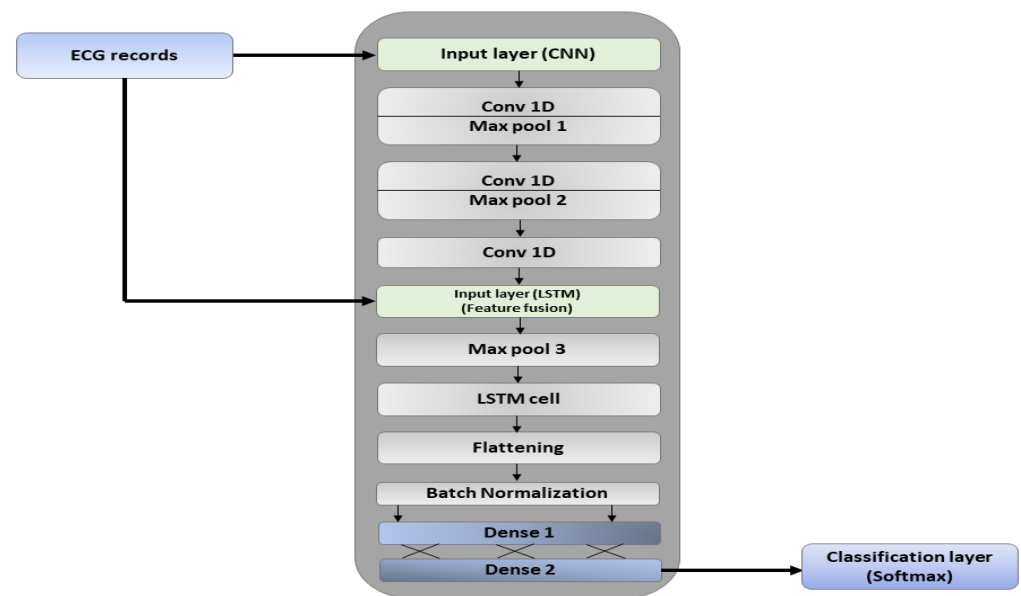 ECG records
Input layer (CNN)
Conv 1D
Max pool 1
Conv 1D
Max pool 2
Conv 1D
Input layer (LSTM)
(Feature fusion)
Max pool 3
LSTM cell
Flattening
Batch Normalization
Dense 1
Dense 2
Classification layer
(Softmax)